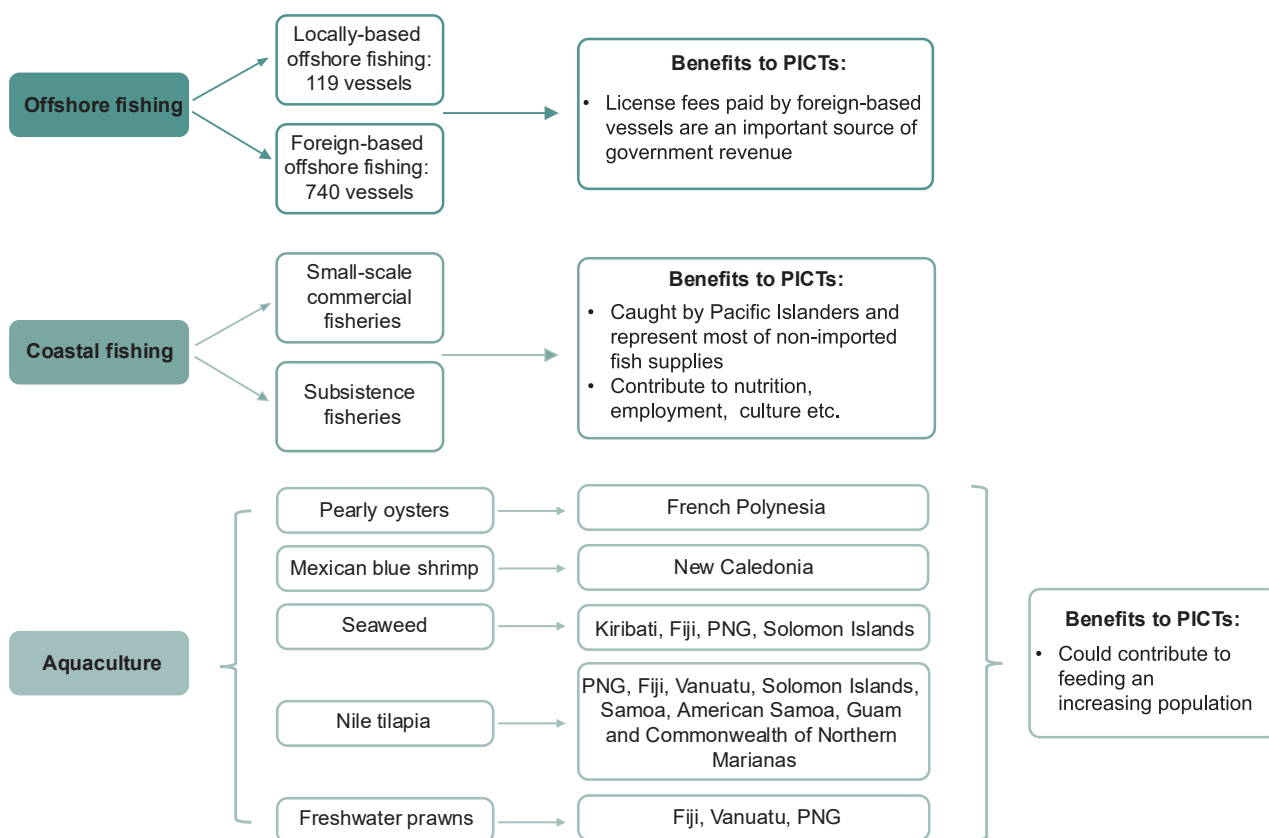 Offshore fishing
Locally-based
offshore fishing:
119 vessels
Foreign-based
offshore fishing:
740 vessels
Benefits to PICTs:
• License fees paid by foreign-based
vessels are an important source of
government revenue
Coastal fishing
Small-scale
commercial
fisheries
Subsistence
fisheries
Benefits to PICTs:
• Caught by Pacific Islanders and
represent most of non-imported
fish supplies
• Contribute to nutrition,
employment, culture etc.
Aquaculture
Pearly oysters
French Polynesia
Mexican blue shrimp
New Caledonia
Seaweed
Kiribati, Fiji, PNG, Solomon Islands
Nile tilapia
PNG, Fiji, Vanuatu, Solomon Islands,
Samoa, American Samoa, Guam
and Commonwealth of Northern
Marianas
Freshwater prawns
Fiji, Vanuatu, PNG
Benefits to PICTs:
• Could contribute to
feeding an
increasing population